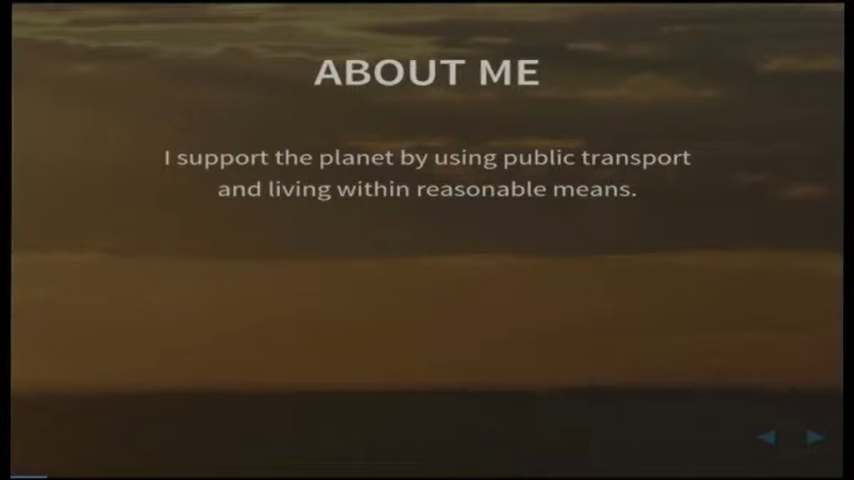 ABOUT ME
I support the planet by using public transport
and living within reasonable means.